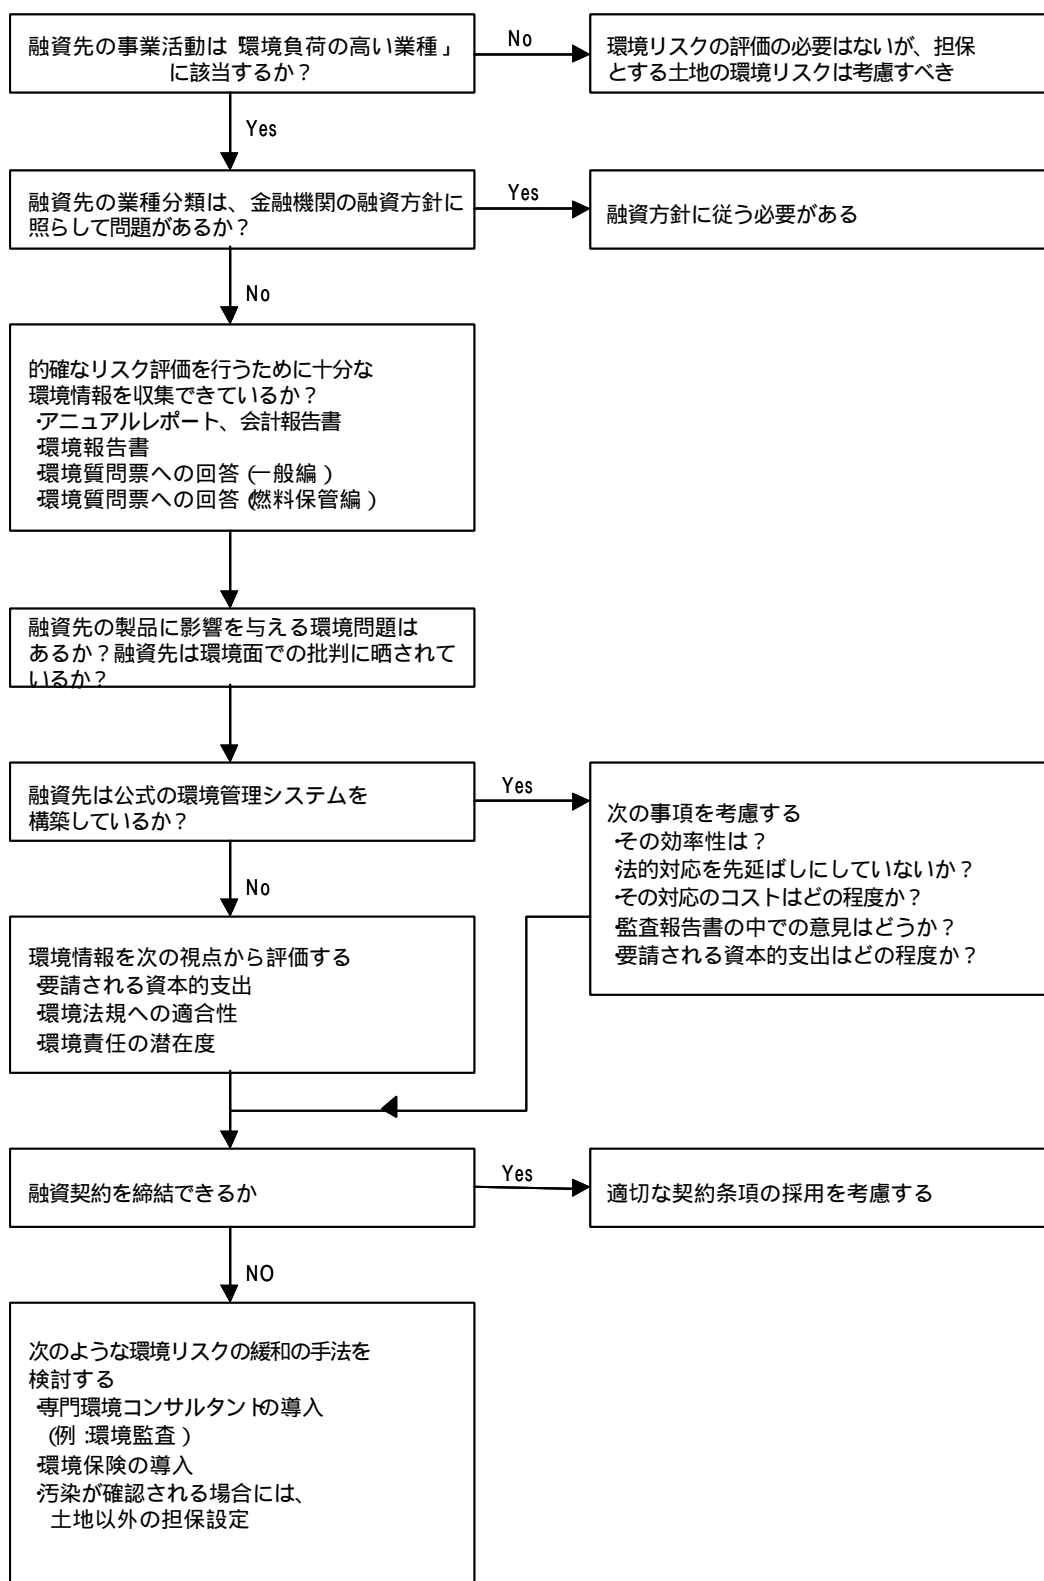 融資先の事業活動は「環境負荷の高い業種」
に該当するか？
No
環境リスクの評価の必要はないが、担保
とする土地の環境リスクは考慮すべき
Yes
融資先の業種分類は、金融機関の融資方針に
照らして問題があるか？
Yes
融資方針に従う必要がある
No
的確なリスク評価を行うために十分な
環境情報を収集できているか？
・アニュアルレポート、会計報告書
・環境報告書
・環境質問票への回答（一般編）
・環境質問票への回答（燃料保管編）
融資先の製品に影響を与える環境問題は
あるか？融資先は環境面での批判に晒されて
いるか？
融資先は公式の環境管理システムを
構築しているか？
Yes
次の事項を考慮する
・その効率性は？
・法的対応を先延ばしにしていないか？
・その対応のコストはどの程度か？
・監査報告書の中での意見はどうか？
・要請される資本的支出はどの程度か？
No
環境情報を次の視点から評価する
・要請される資本的支出
・環境法規への適合性
・環境責任の潜在度
融資契約を締結できるか
Yes
適切な契約条項の採用を考慮する
NO
次のような環境リスクの緩和の手法を
検討する
・専門環境コンサルタントの導入
（例：環境監査）
・環境保険の導入
・汚染が確認される場合には、
土地以外の担保設定